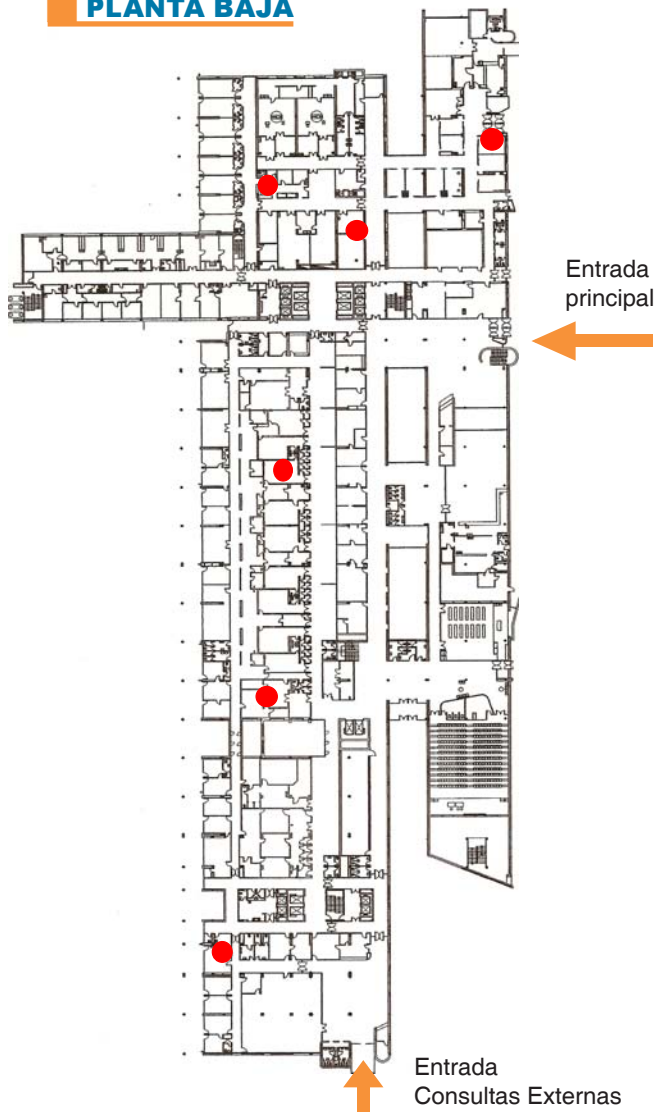 PLANTA BAJA
Entrada
principal
Entrada
Consultas Externas